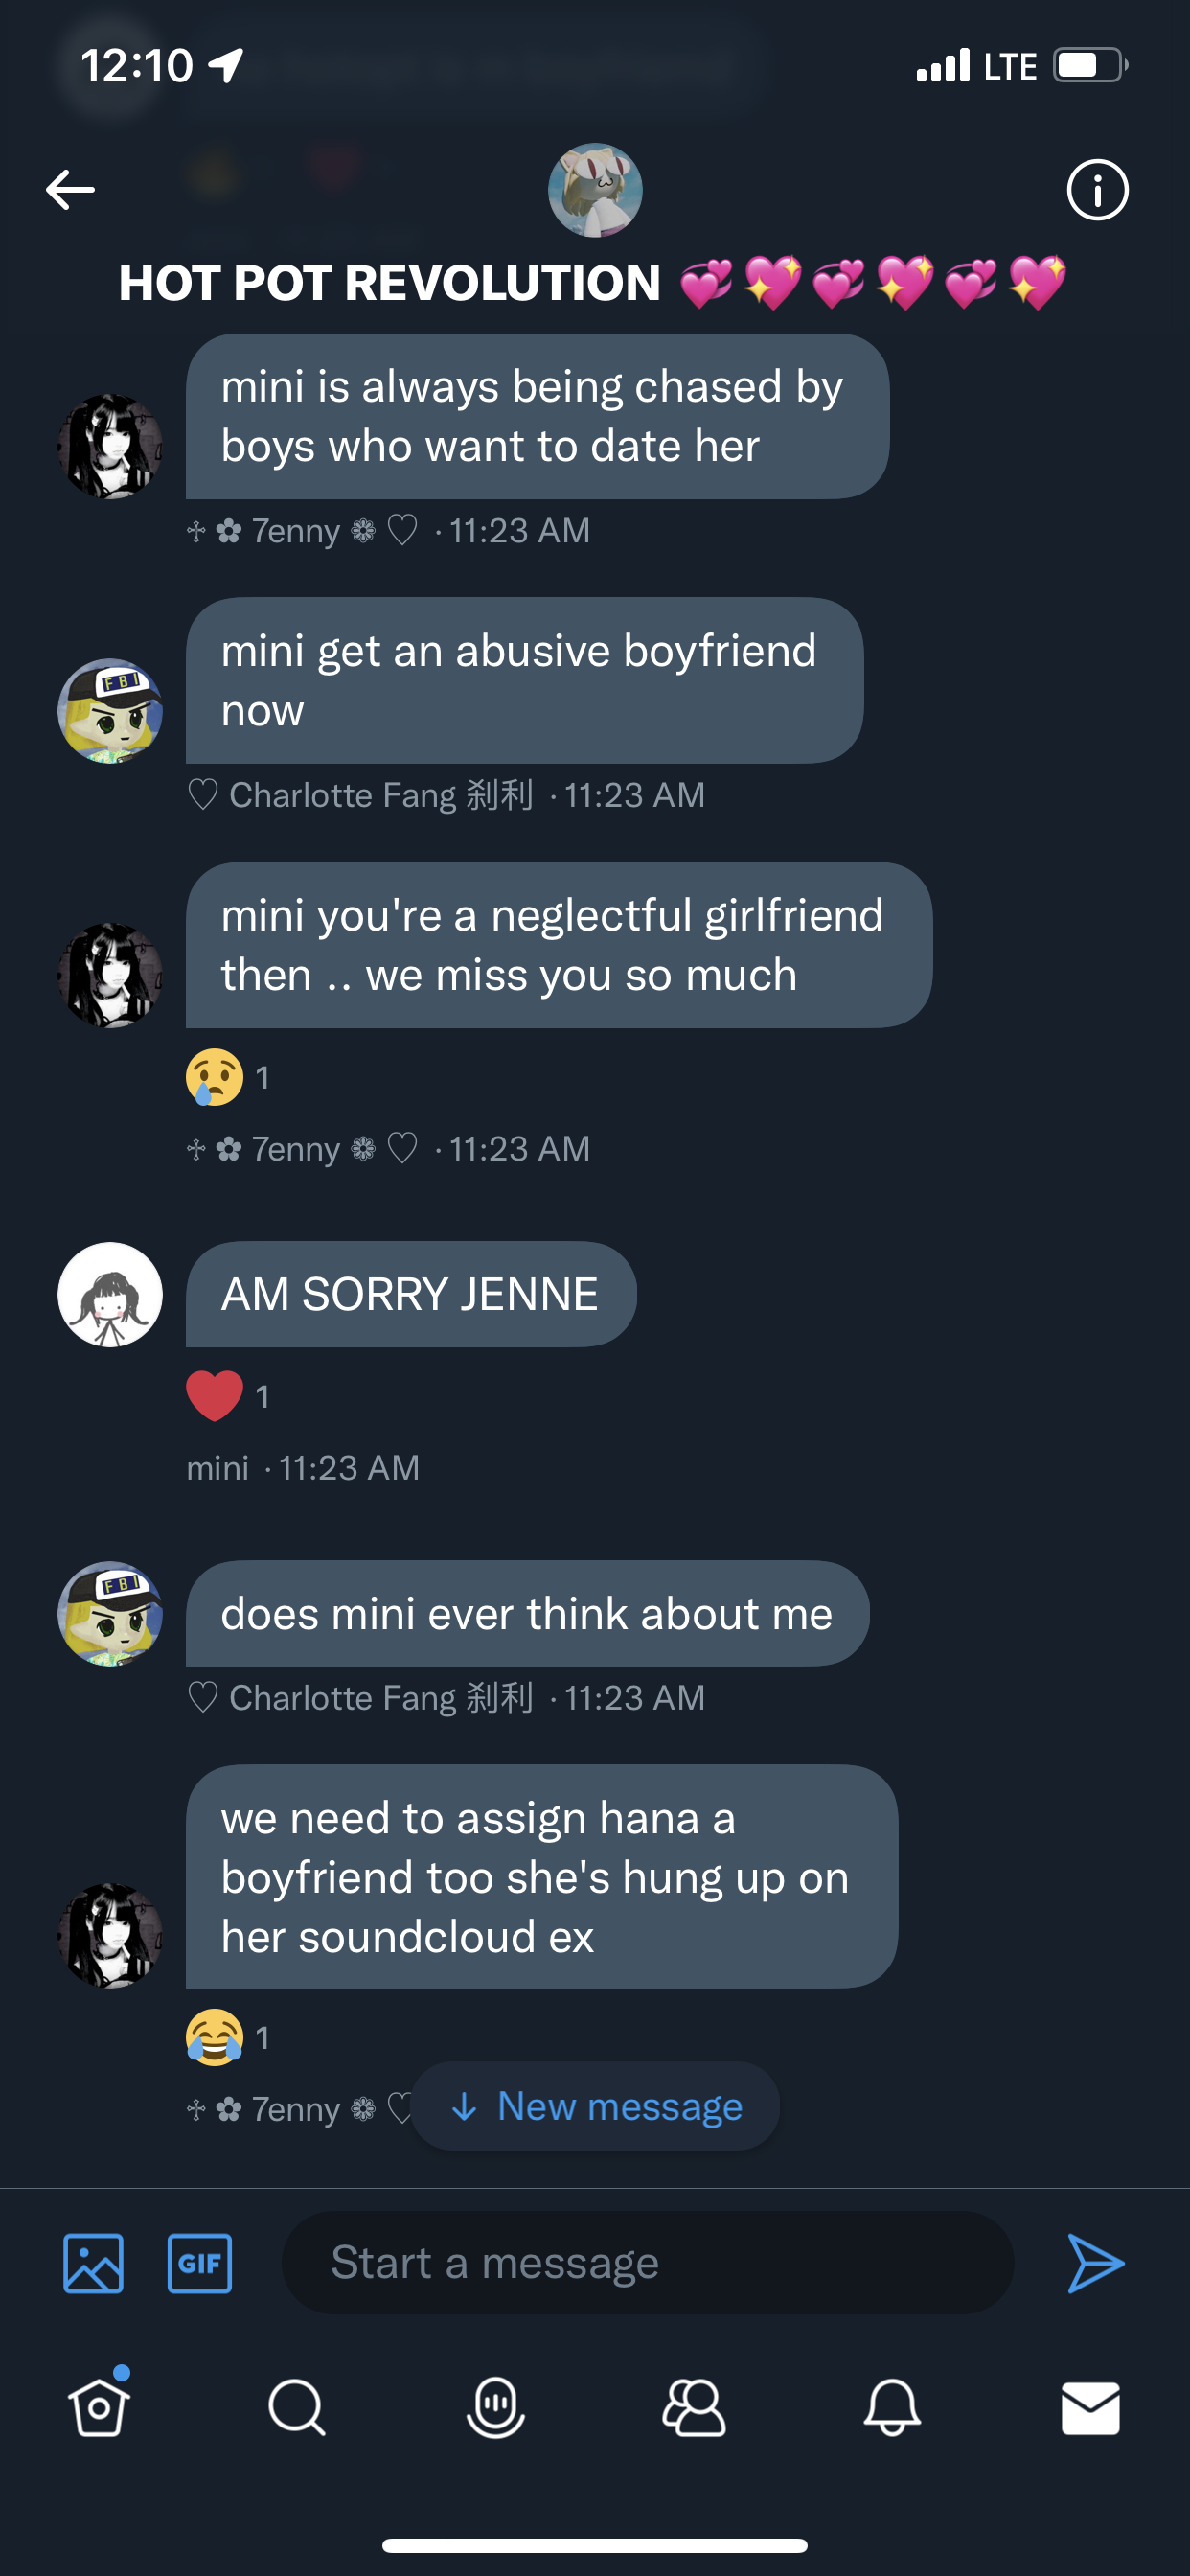 12:10
LTE
HOT POT REVOLUTION 💞💖💞💖💞💖
mini is always being chased by
boys who want to date her
♱ ✿ 7enny ❁ ♡ · 11:23 AM
FBI
mini get an abusive boyfriend
now
♡ Charlotte Fang 刹利 · 11:23 AM
mini you're a neglectful girlfriend
then .. we miss you so much
😢 1
♱ ✿ 7enny ❁ ♡ · 11:23 AM
AM SORRY JENNE
❤️ 1
mini · 11:23 AM
FBI
does mini ever think about me
♡ Charlotte Fang 刹利 · 11:23 AM
we need to assign hana a
boyfriend too she's hung up on
her soundcloud ex
😂 1
♱ ✿ 7enny ❁ ♡
↓ New message
GIF
Start a message